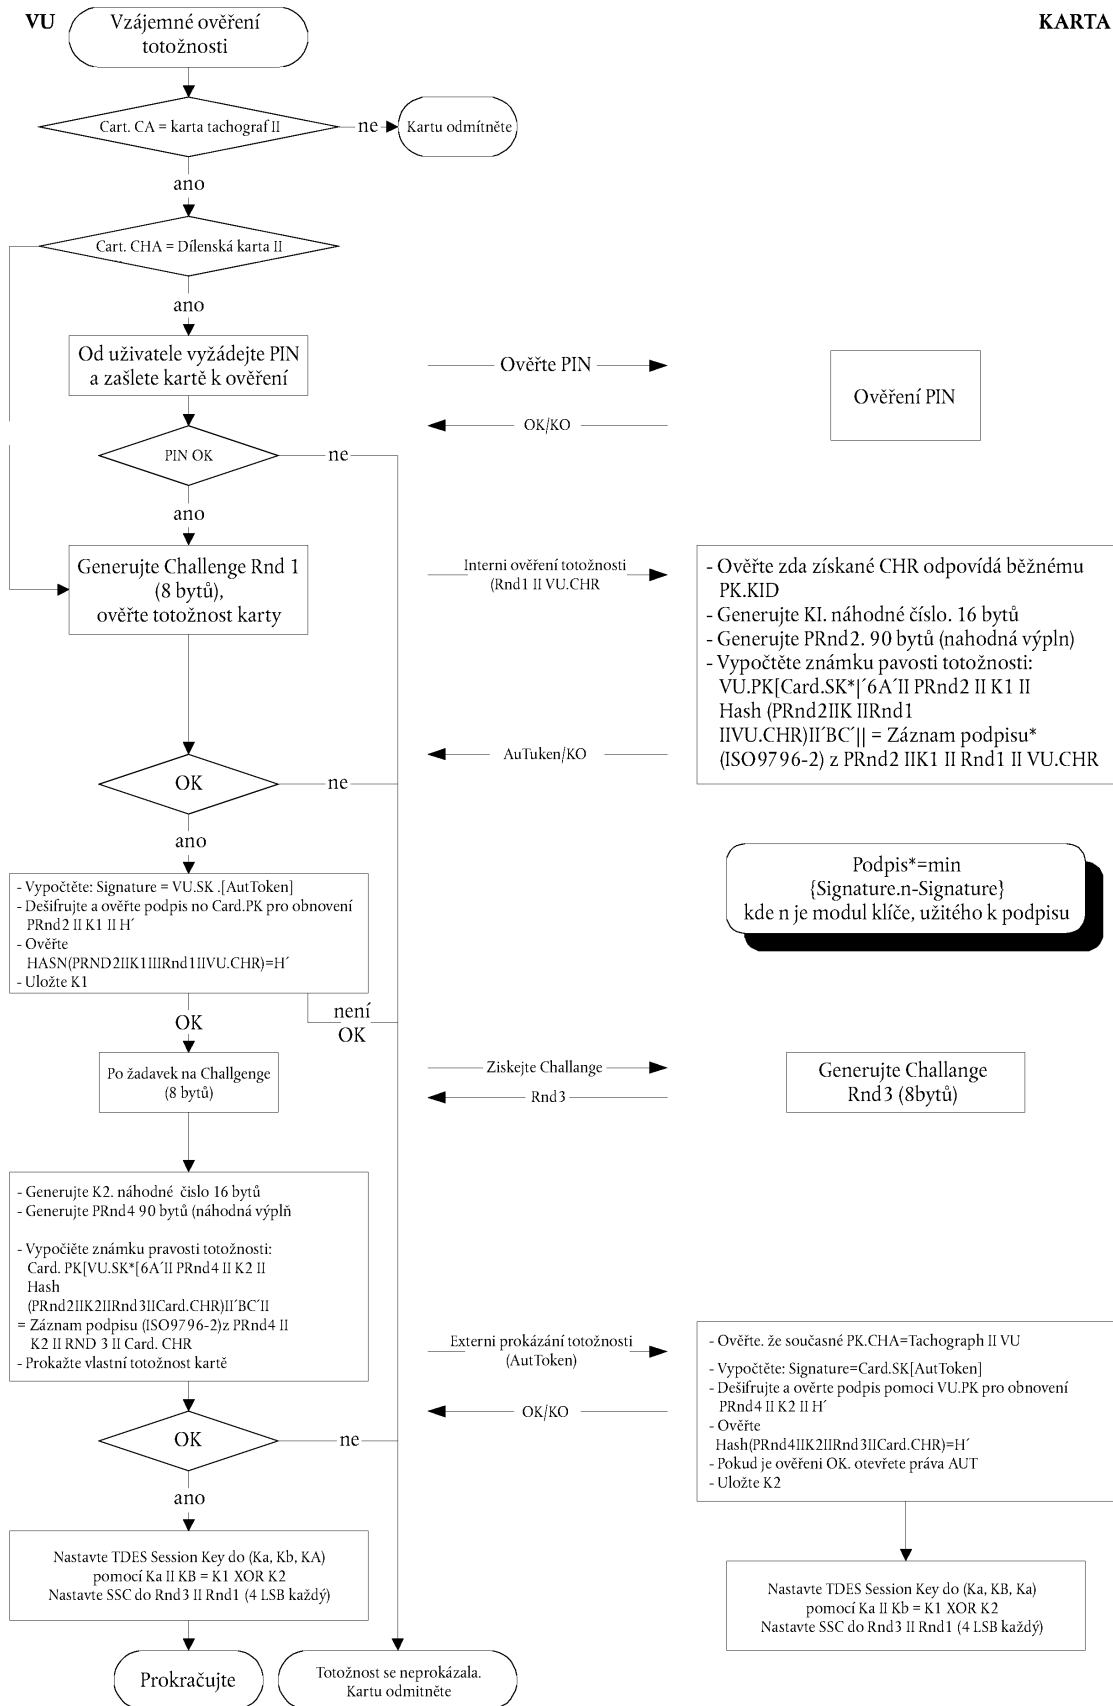 VU
KARTA
Vzájemné ověření
totožnosti
Cart. CA = karta tachograf II
ne
Kartu odmítněte
ano
Cart. CHA = Dílenská karta II
ano
Od uživatele vyžádejte PIN
a zašlete kartě k ověření
Ověřte PIN
Ověření PIN
OK/KO
PIN OK
ne
ano
Generujte Challenge Rnd 1
(8 bytů),
ověřte totožnost karty
Interni ověření totožnosti
(Rnd1 II VU.CHR
- Ověřte zda získané CHR odpovídá běžnému
PK.KID
- Generujte KI. náhodné číslo. 16 bytů
- Generujte PRnd2. 90 bytů (nahodná výpln)
- Vypočtěte známku pavosti totožnosti:
VU.PK[Card.SK*|´6A´II PRnd2 II K1 II
Hash (PRnd2IIK IIRnd1
IIVU.CHR)II´BC´|| = Záznam podpisu*
(ISO9796-2) z PRnd2 IIK1 II Rnd1 II VU.CHR
AuTuken/KO
OK
ne
ano
Podpis*=min
{Signature.n-Signature}
kde n je modul klíče, užitého k podpisu
- Vypočtěte: Signature = VU.SK .[AutToken]
- Dešifrujte a ověřte podpis no Card.PK pro obnovení
PRnd2 II K1 II H´
- Ověřte
HASN(PRND2IIK1IIIRnd1IIVU.CHR)=H´
- Uložte K1
OK
není
OK
Po žadavek na Challgenge
(8 bytů)
Ziskejte Challange
Rnd3
Generujte Challange
Rnd3 (8bytů)
- Generujte K2. náhodné čislo 16 bytů
- Generujte PRnd4 90 bytů (náhodná výplň
- Vypočiěte známku pravosti totožnosti:
Card. PK[VU.SK*[6A´II PRnd4 II K2 II
Hash
(PRnd2IIK2IIRnd3IICard.CHR)II´BC´II
= Záznam podpisu (ISO9796-2)z PRnd4 II
K2 II RND 3 II Card. CHR
- Prokažte vlastní totožnost kartě
Externi prokázání totožnosti
(AutToken)
- Ověřte. že současné PK.CHA=Tachograph II VU
- Vypočtěte: Signature=Card.SK[AutToken]
- Dešifrujte a ověrte podpis pomoci VU.PK pro obnovení
PRnd4 II K2 II H´
- Ověřte
Hash(PRnd4IIK2IIRnd3IICard.CHR)=H´
- Pokud je ověřeni OK. otevřete práva AUT
- Uložte K2
OK/KO
OK
ne
ano
Nastavte TDES Session Key do (Ka, Kb, KA)
pomocí Ka II KB = K1 XOR K2
Nastavte SSC do Rnd3 II Rnd1 (4 LSB každý)
Nastavte TDES Session Key do (Ka, KB, Ka)
pomocí Ka II Kb = K1 XOR K2
Nastavte SSC do Rnd3 II Rnd1 (4 LSB každý)
Prokračujte
Totožnost se neprokázala.
Kartu odmitněte